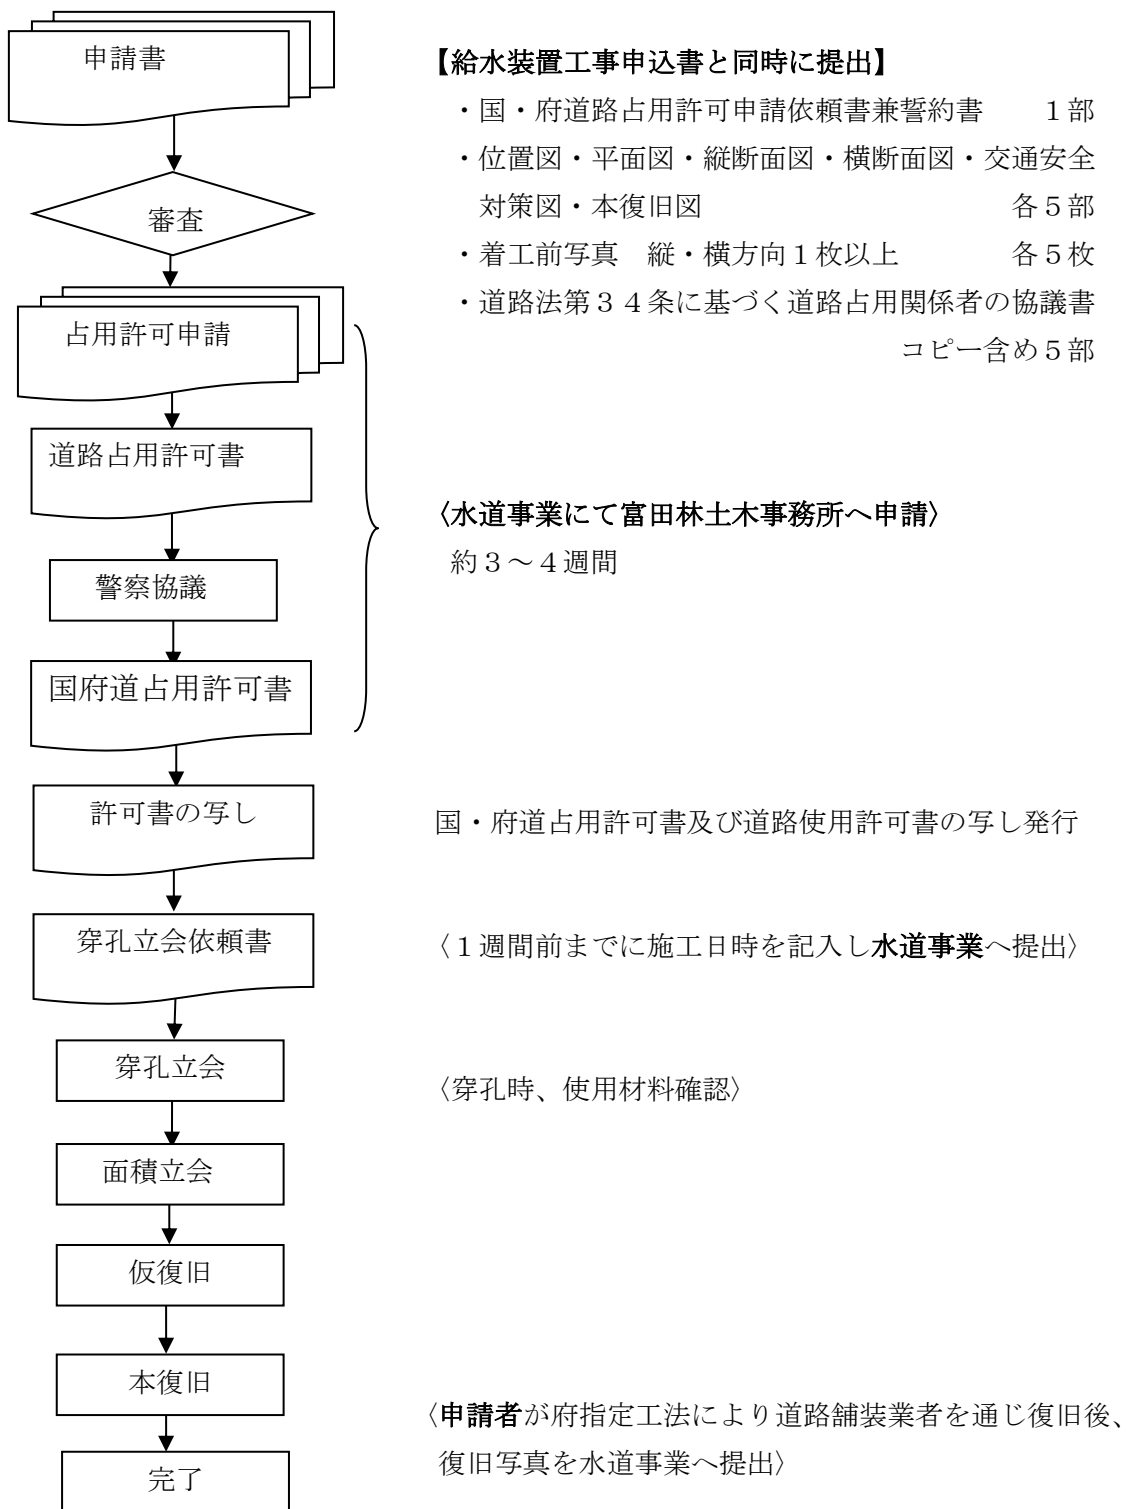 申請書
【給水装置工事申込書と同時に提出】
・国・府道路占用許可申請依頼書兼誓約書　　１部
・位置図・平面図・縦断面図・横断面図・交通安全
対策図・本復旧図　　各５部
審査
・着工前写真　縦・横方向１枚以上　　各５枚
・道路法第３４条に基づく道路占用関係者の協議書
コピー含め５部
占用許可申請
道路占用許可書
〈水道事業にて富田林土木事務所へ申請〉
約３～４週間
警察協議
国府道占用許可書
許可書の写し
国・府道占用許可書及び道路使用許可書の写し発行
穿孔立会依頼書
〈１週間前までに施工日時を記入し水道事業へ提出〉
穿孔立会
〈穿孔時、使用材料確認〉
面積立会
仮復旧
本復旧
〈申請者が府指定工法により道路舗装業者を通じ復旧後、
復旧写真を水道事業へ提出〉
完了